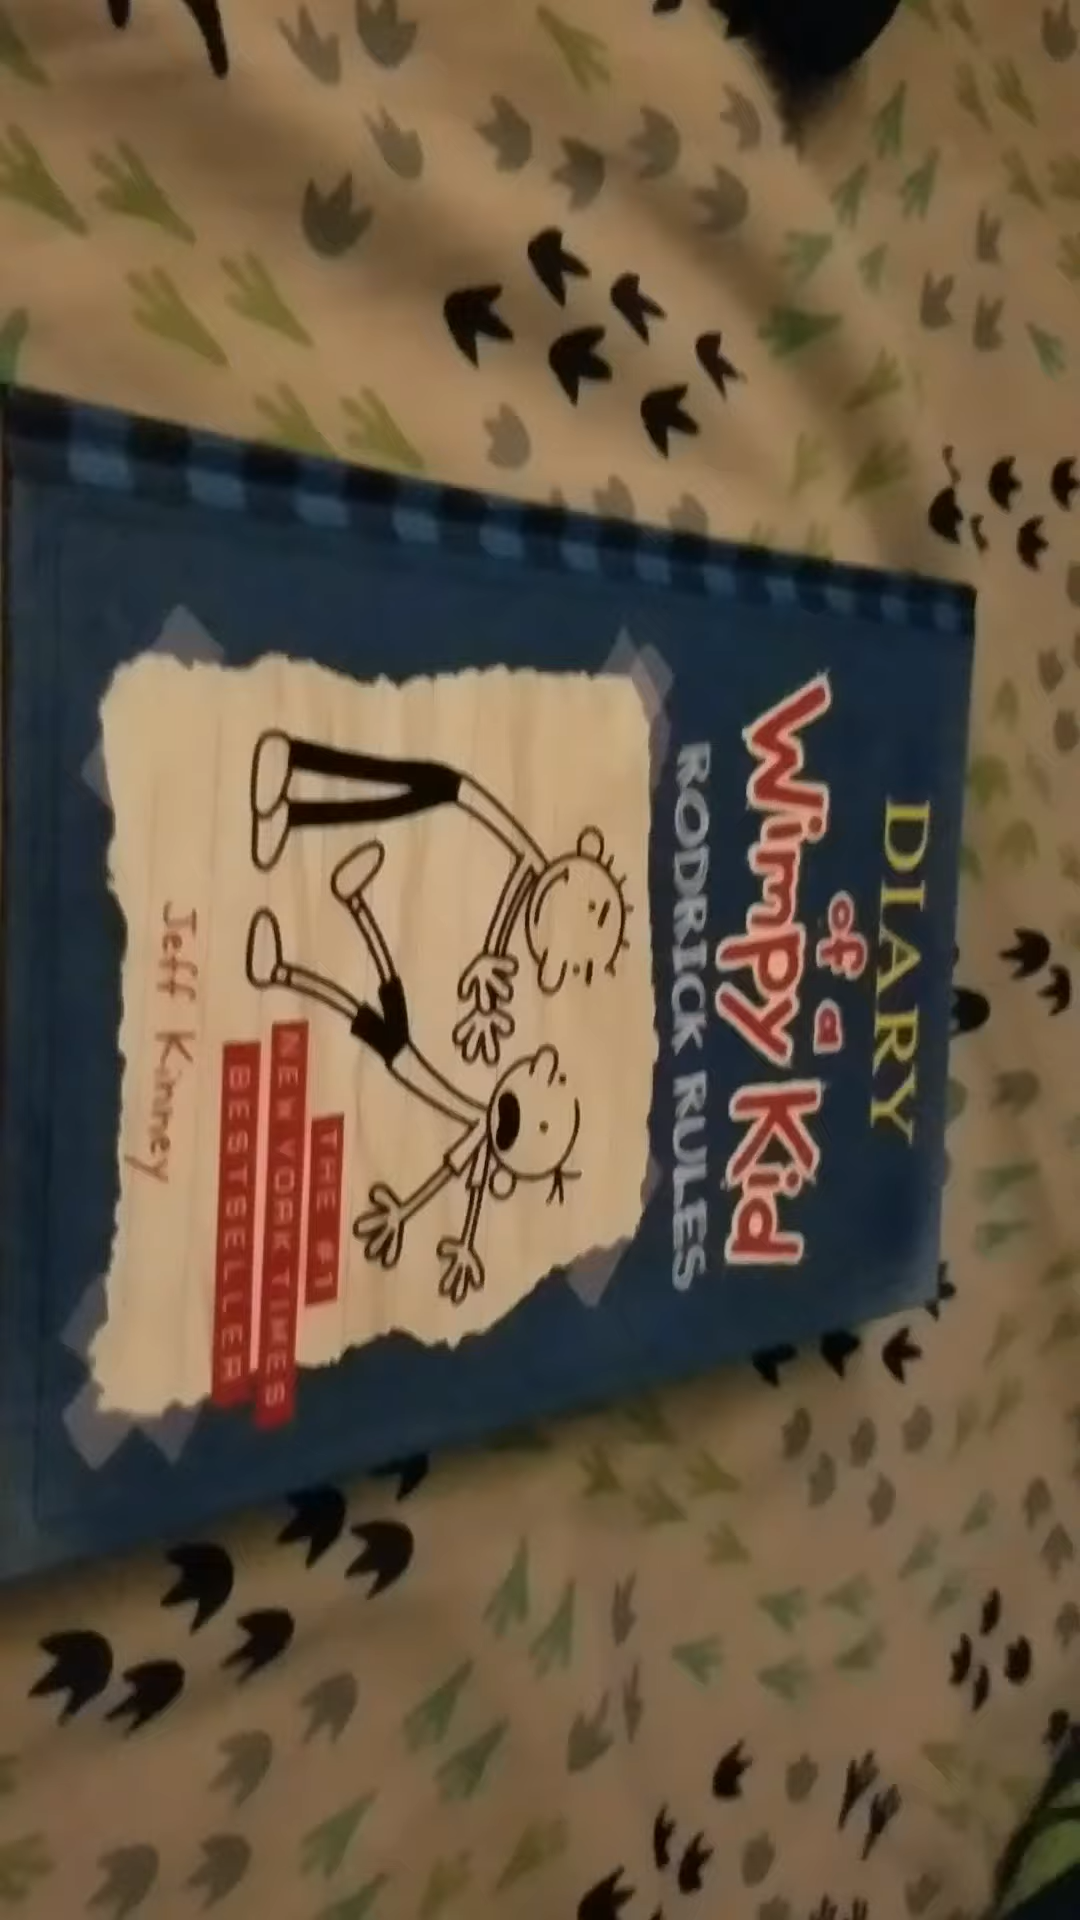 DIARY
of a
Wimpy Kid
RODRICK RULES
THE #1
NEW YORK TIMES
BESTSELLER
Jeff Kinney